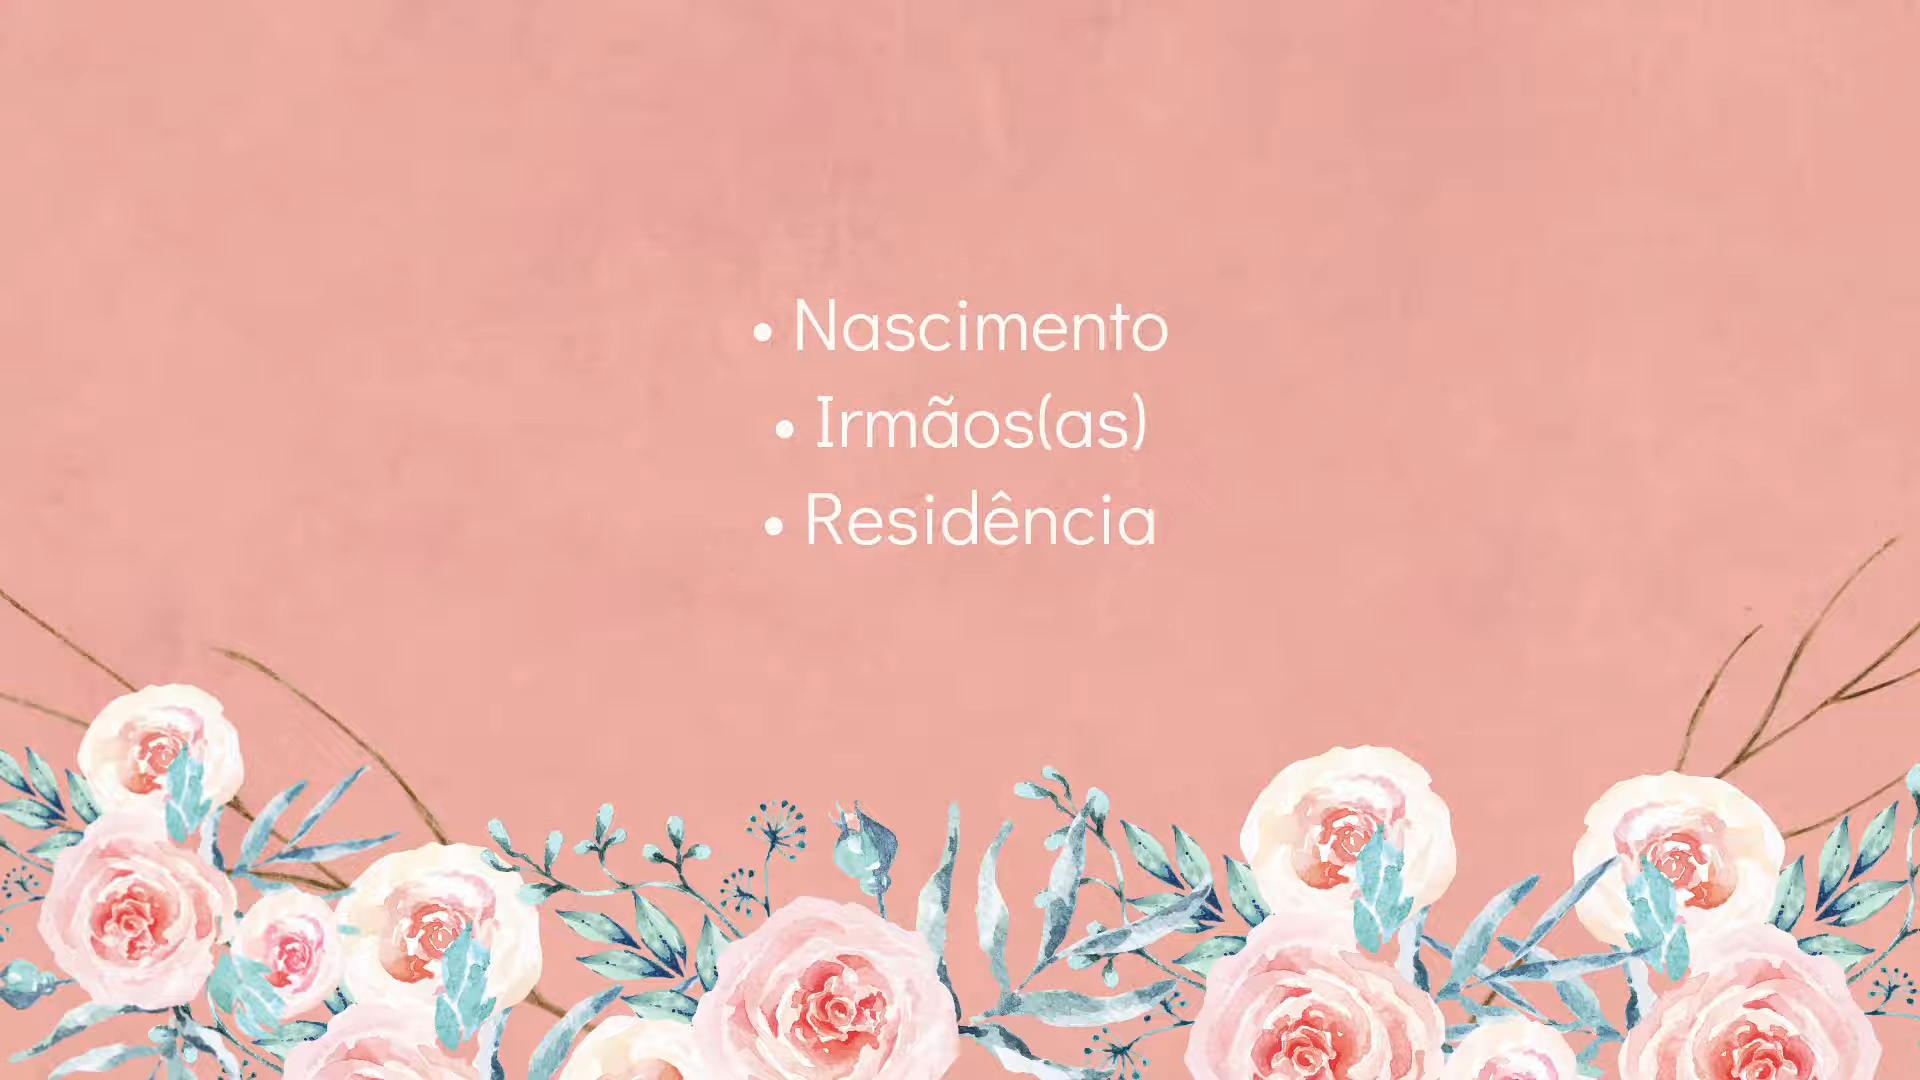 • Nascimento
• Irmãos(as)
• Residência